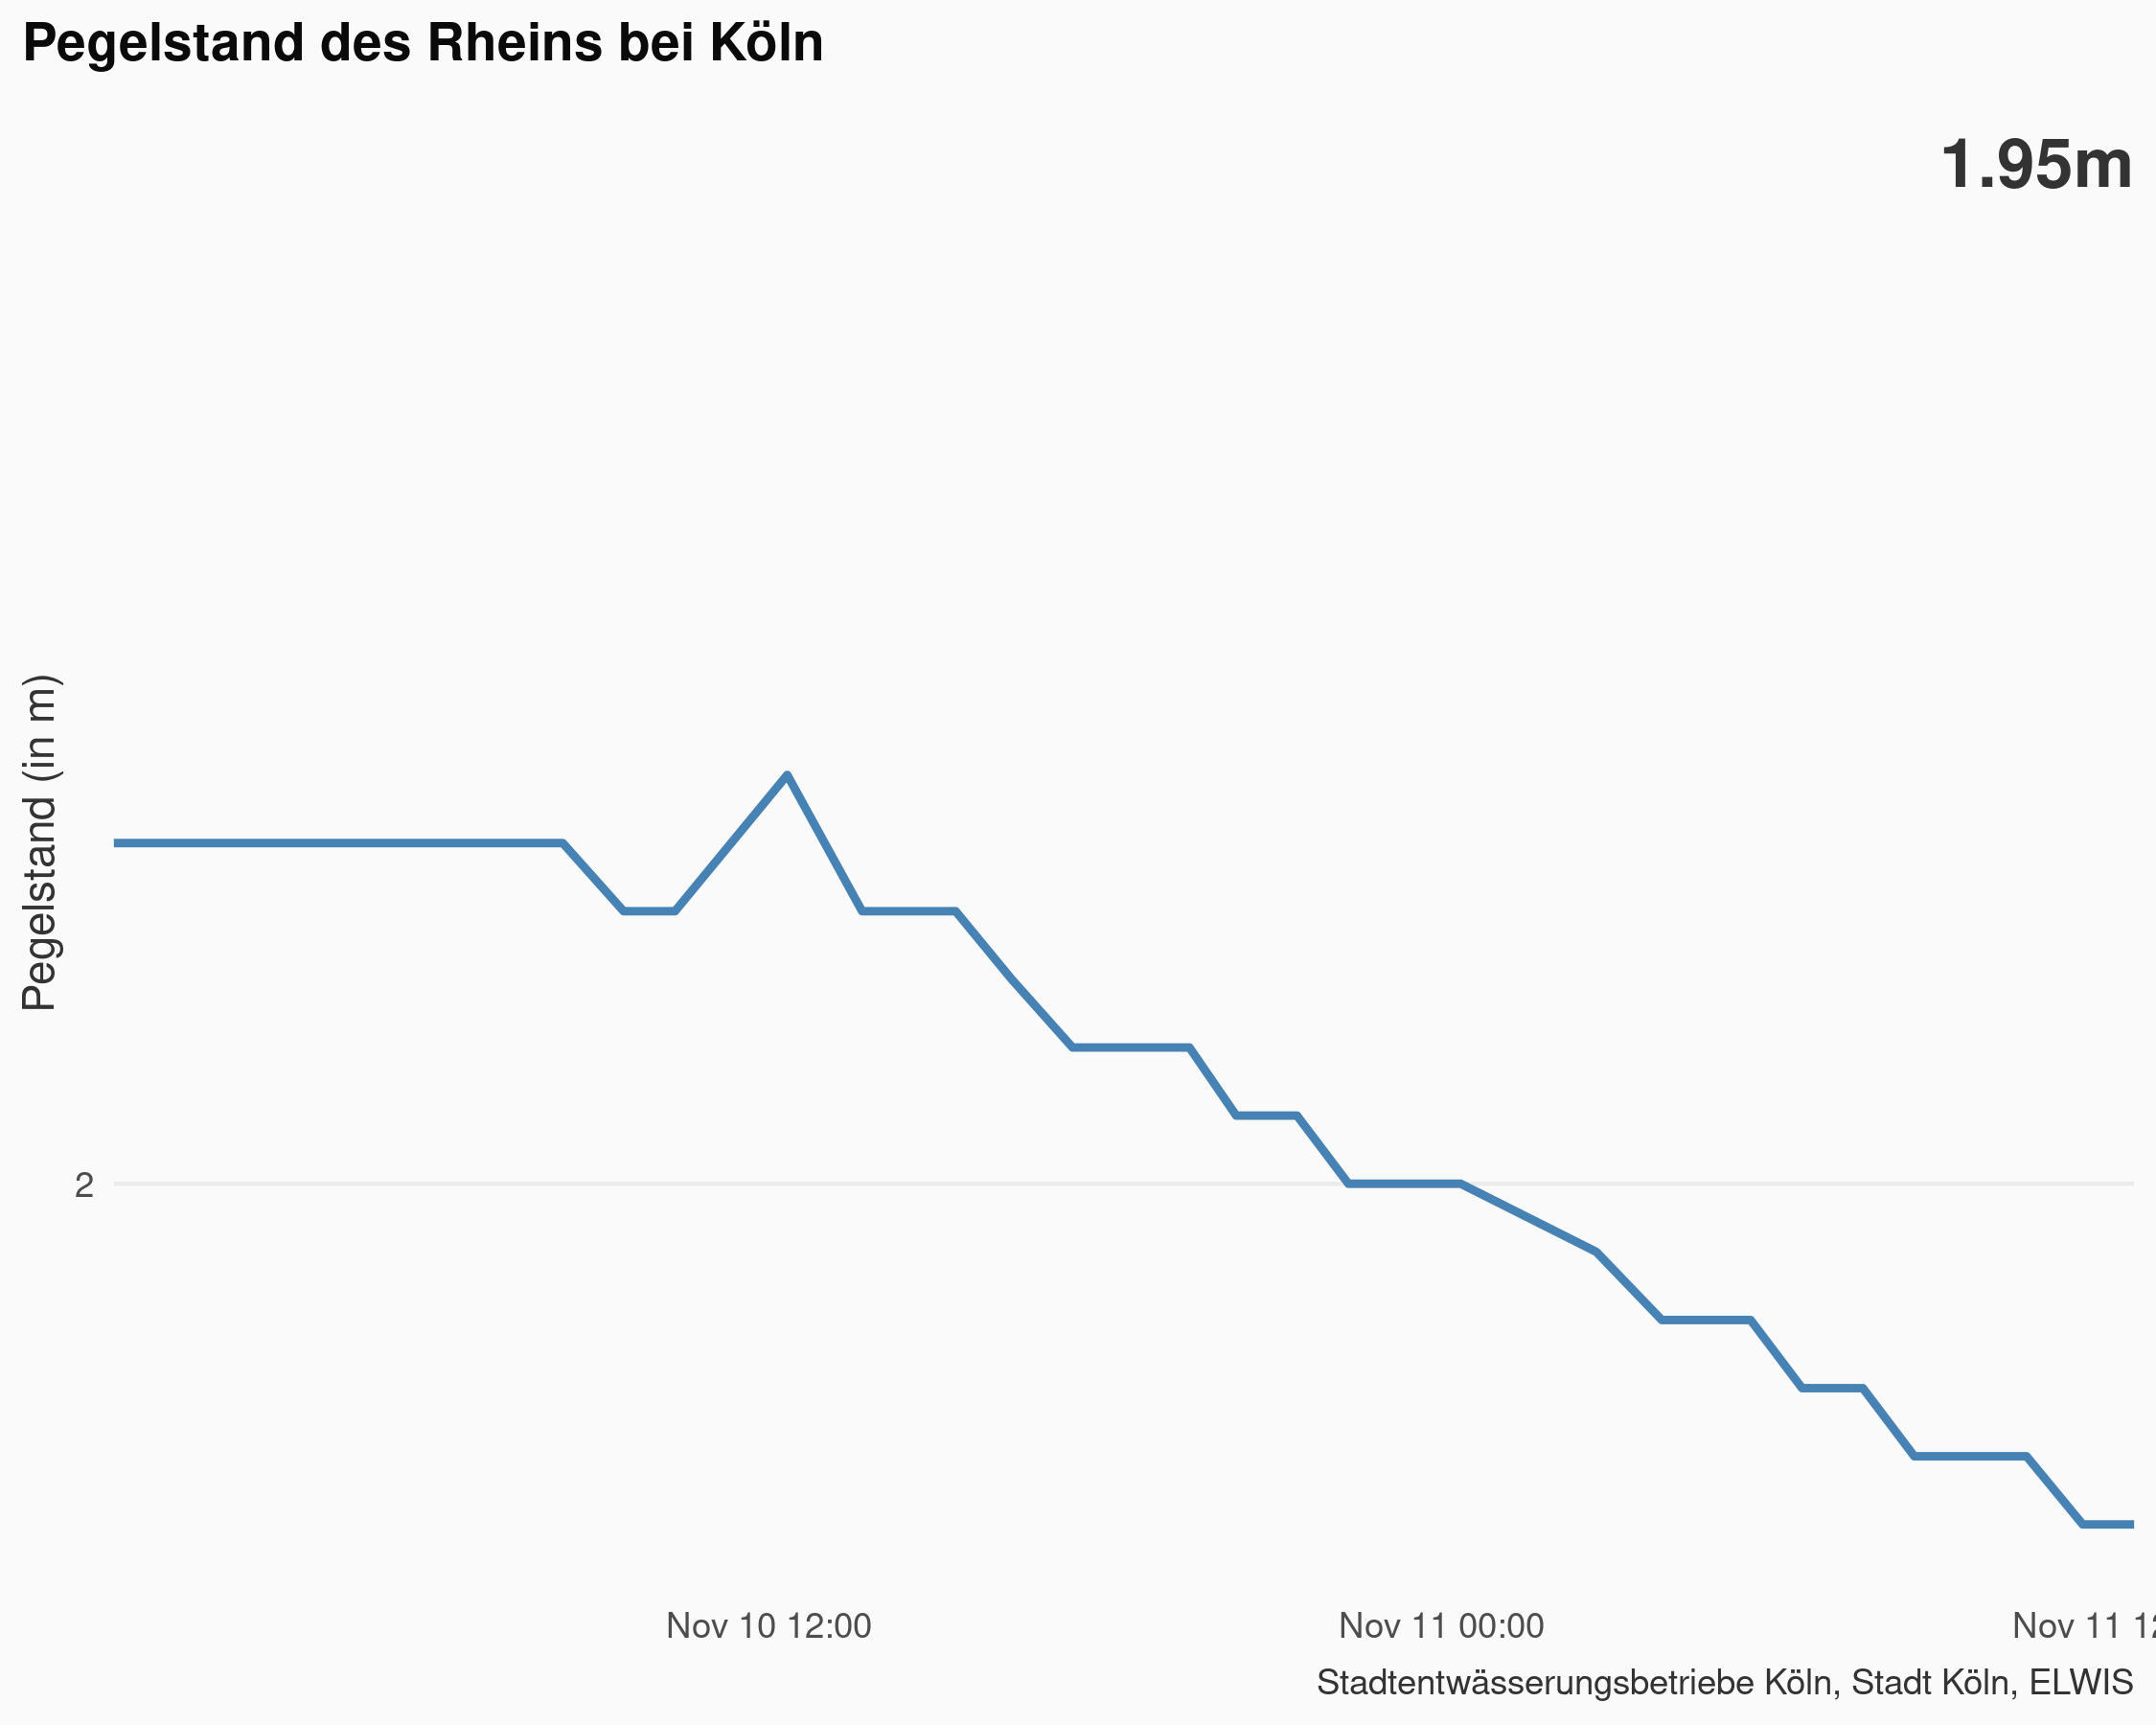 Pegelstand des Rheins bei Köln
1.95m
Pegelstand (in m)
2
Nov 10 12:00
Nov 11 00:00
Nov 11 12
Stadtentwässerungsbetriebe Köln, Stadt Köln, ELWIS